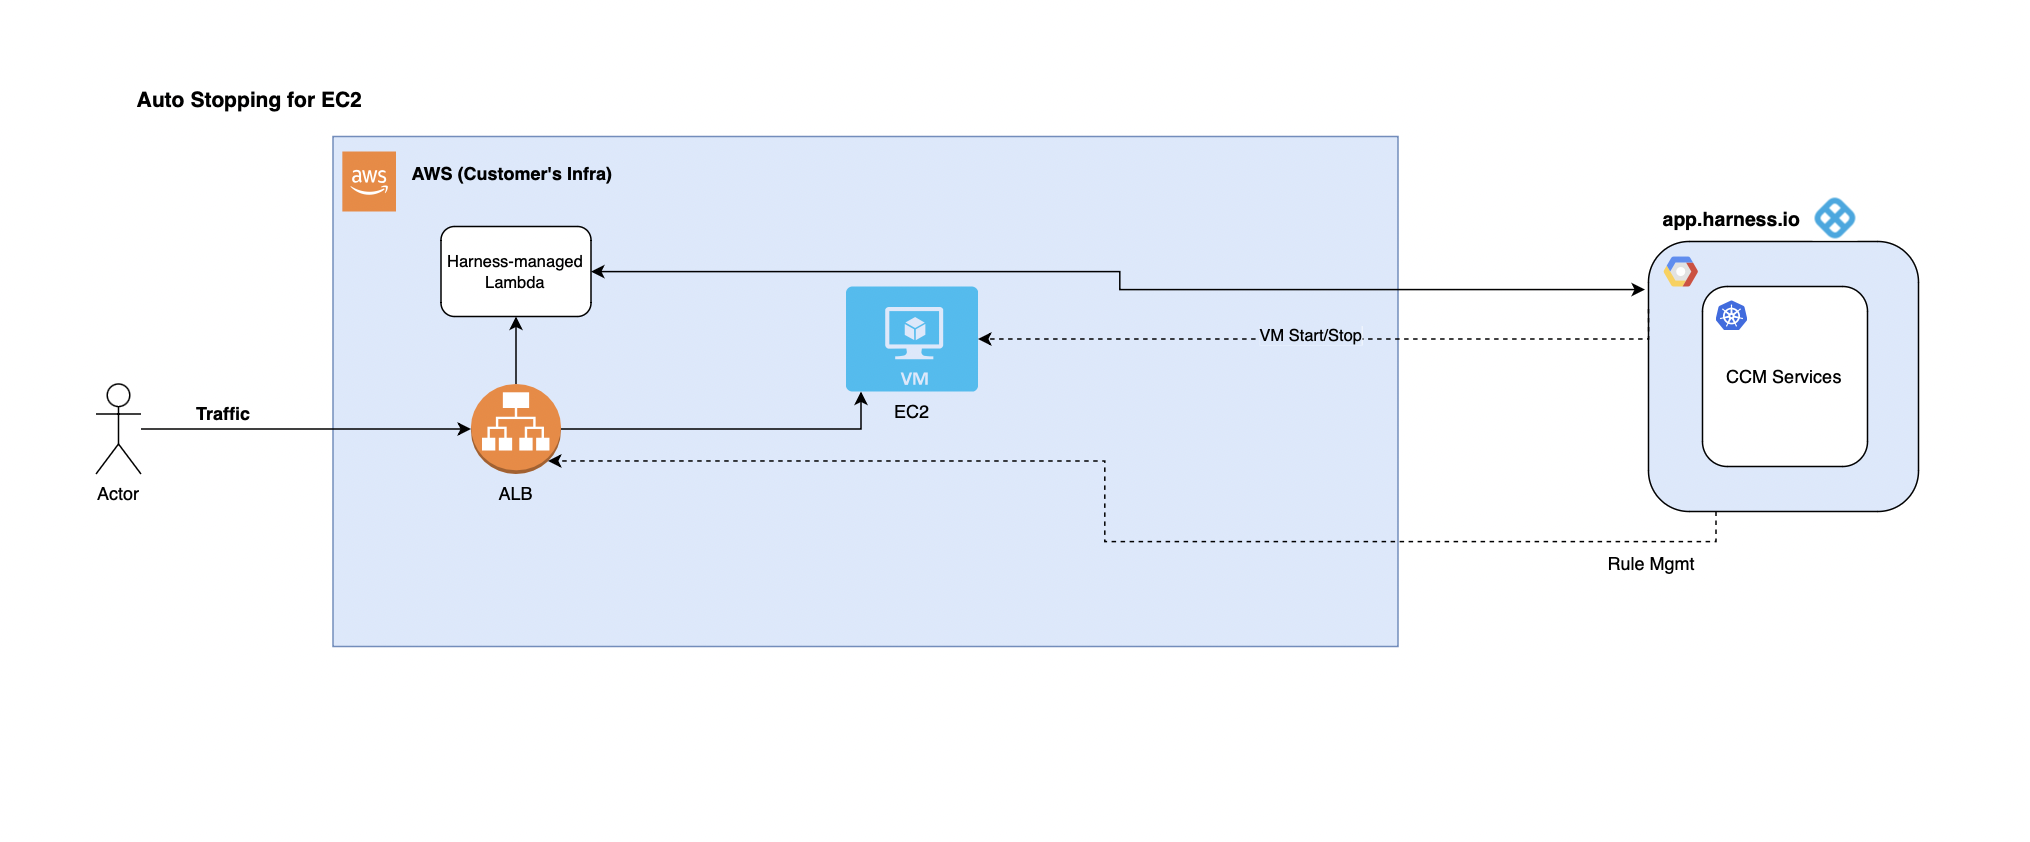 Auto Stopping for EC2
aws
AWS (Customer's Infra)
app.harness.io
Harness-managed
Lambda
VM Start/Stop
VM
CCM Services
Traffic
EC2
Actor
ALB
Rule Mgmt